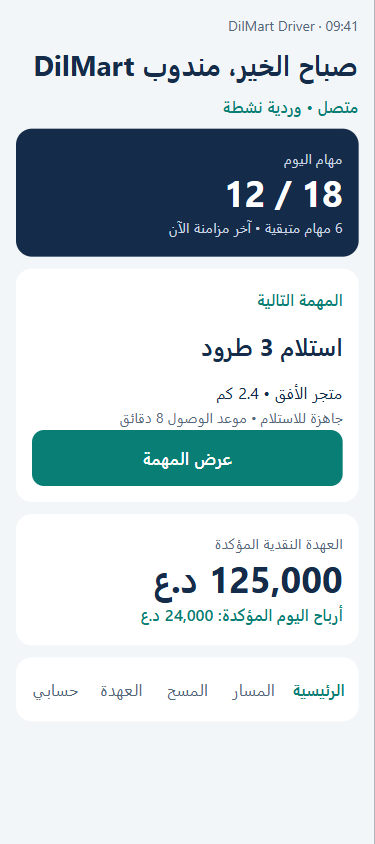 DilMart Driver · 09:41
صباح الخير، مندوب DilMart
متصل • وردية نشطة
مهام اليوم
12 / 18
6 مهام متبقية • آخر مزامنة الآن
المهمة التالية
استلام 3 طرود
متجر الأفق • 2.4 كم
جاهزة للاستلام • موعد الوصول 8 دقائق
عرض المهمة
العهدة النقدية المؤكدة
125,000 د.ع
أرباح اليوم المؤكدة: 24,000 د.ع
الرئيسية المسار المسح العهدة حسابي